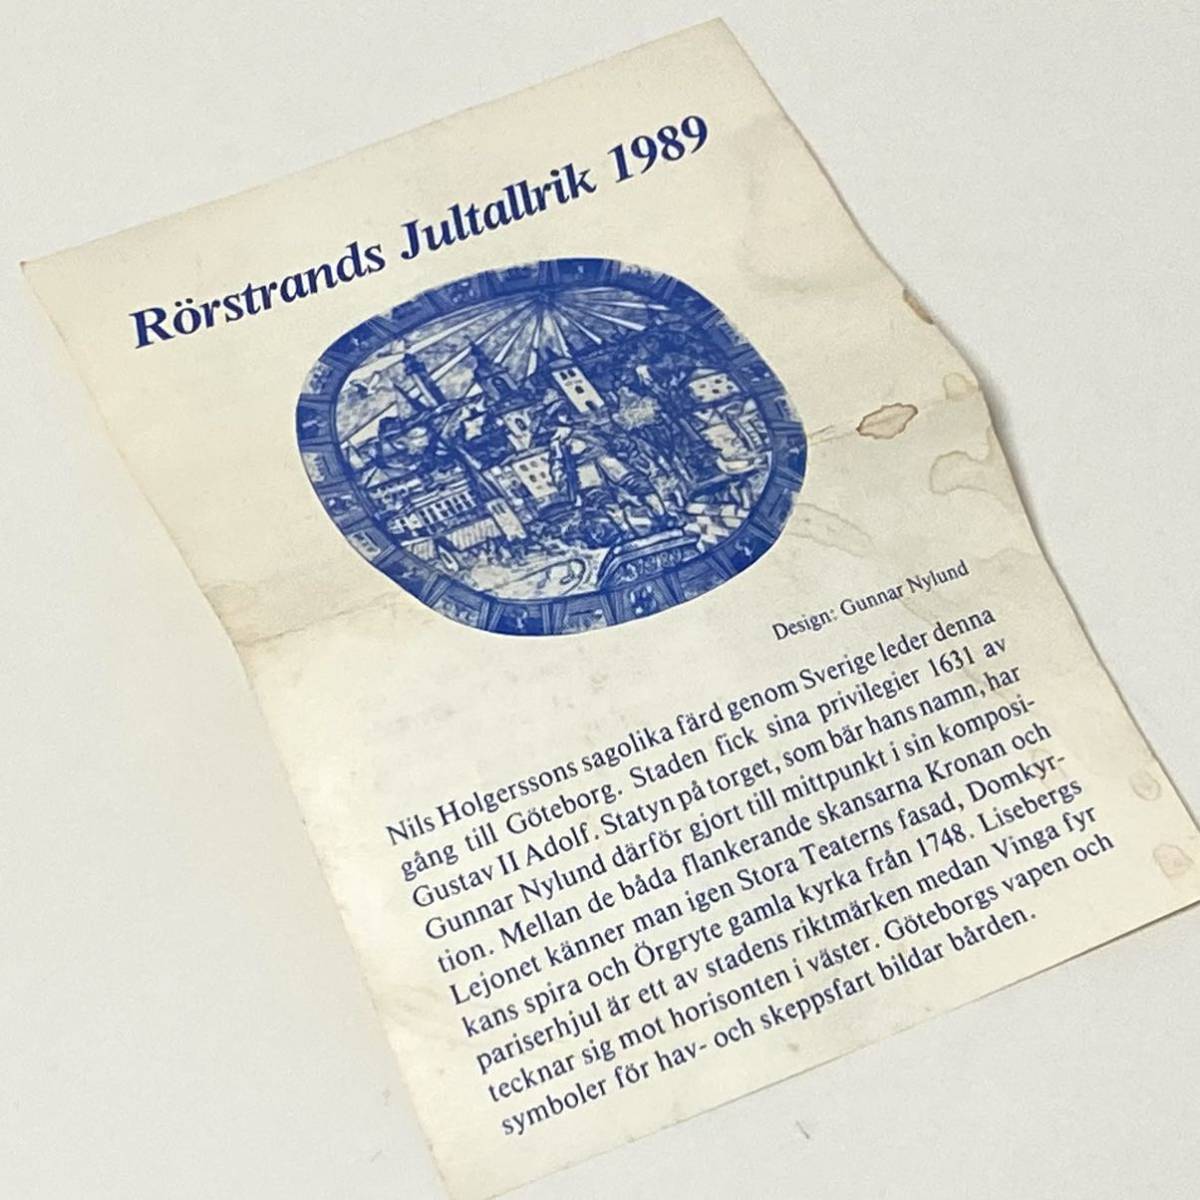 Rörstrands Jultallrik 1989
1989
Design: Gunnar Nylund
Nils Holgerssons sagolika färd genom Sverige leder denna
gång till Göteborg. Staden fick sina privilegier 1631 av
Gustav II Adolf. Statyn på torget, som bär hans namn, har
Gunnar Nylund därför gjort till mittpunkt i sin komposi-
tion. Mellan de båda flankerande skansarna Kronan och
Lejonet känner man igen Stora Teaterns fasad, Domkyr-
kans spira och Örgryte gamla kyrka från 1748. Lisebergs
pariserhjul är ett av stadens riktmärken medan Vinga fyr
tecknar sig mot horisonten i väster. Göteborgs vapen och
symboler för hav- och skeppsfart bildar bården.